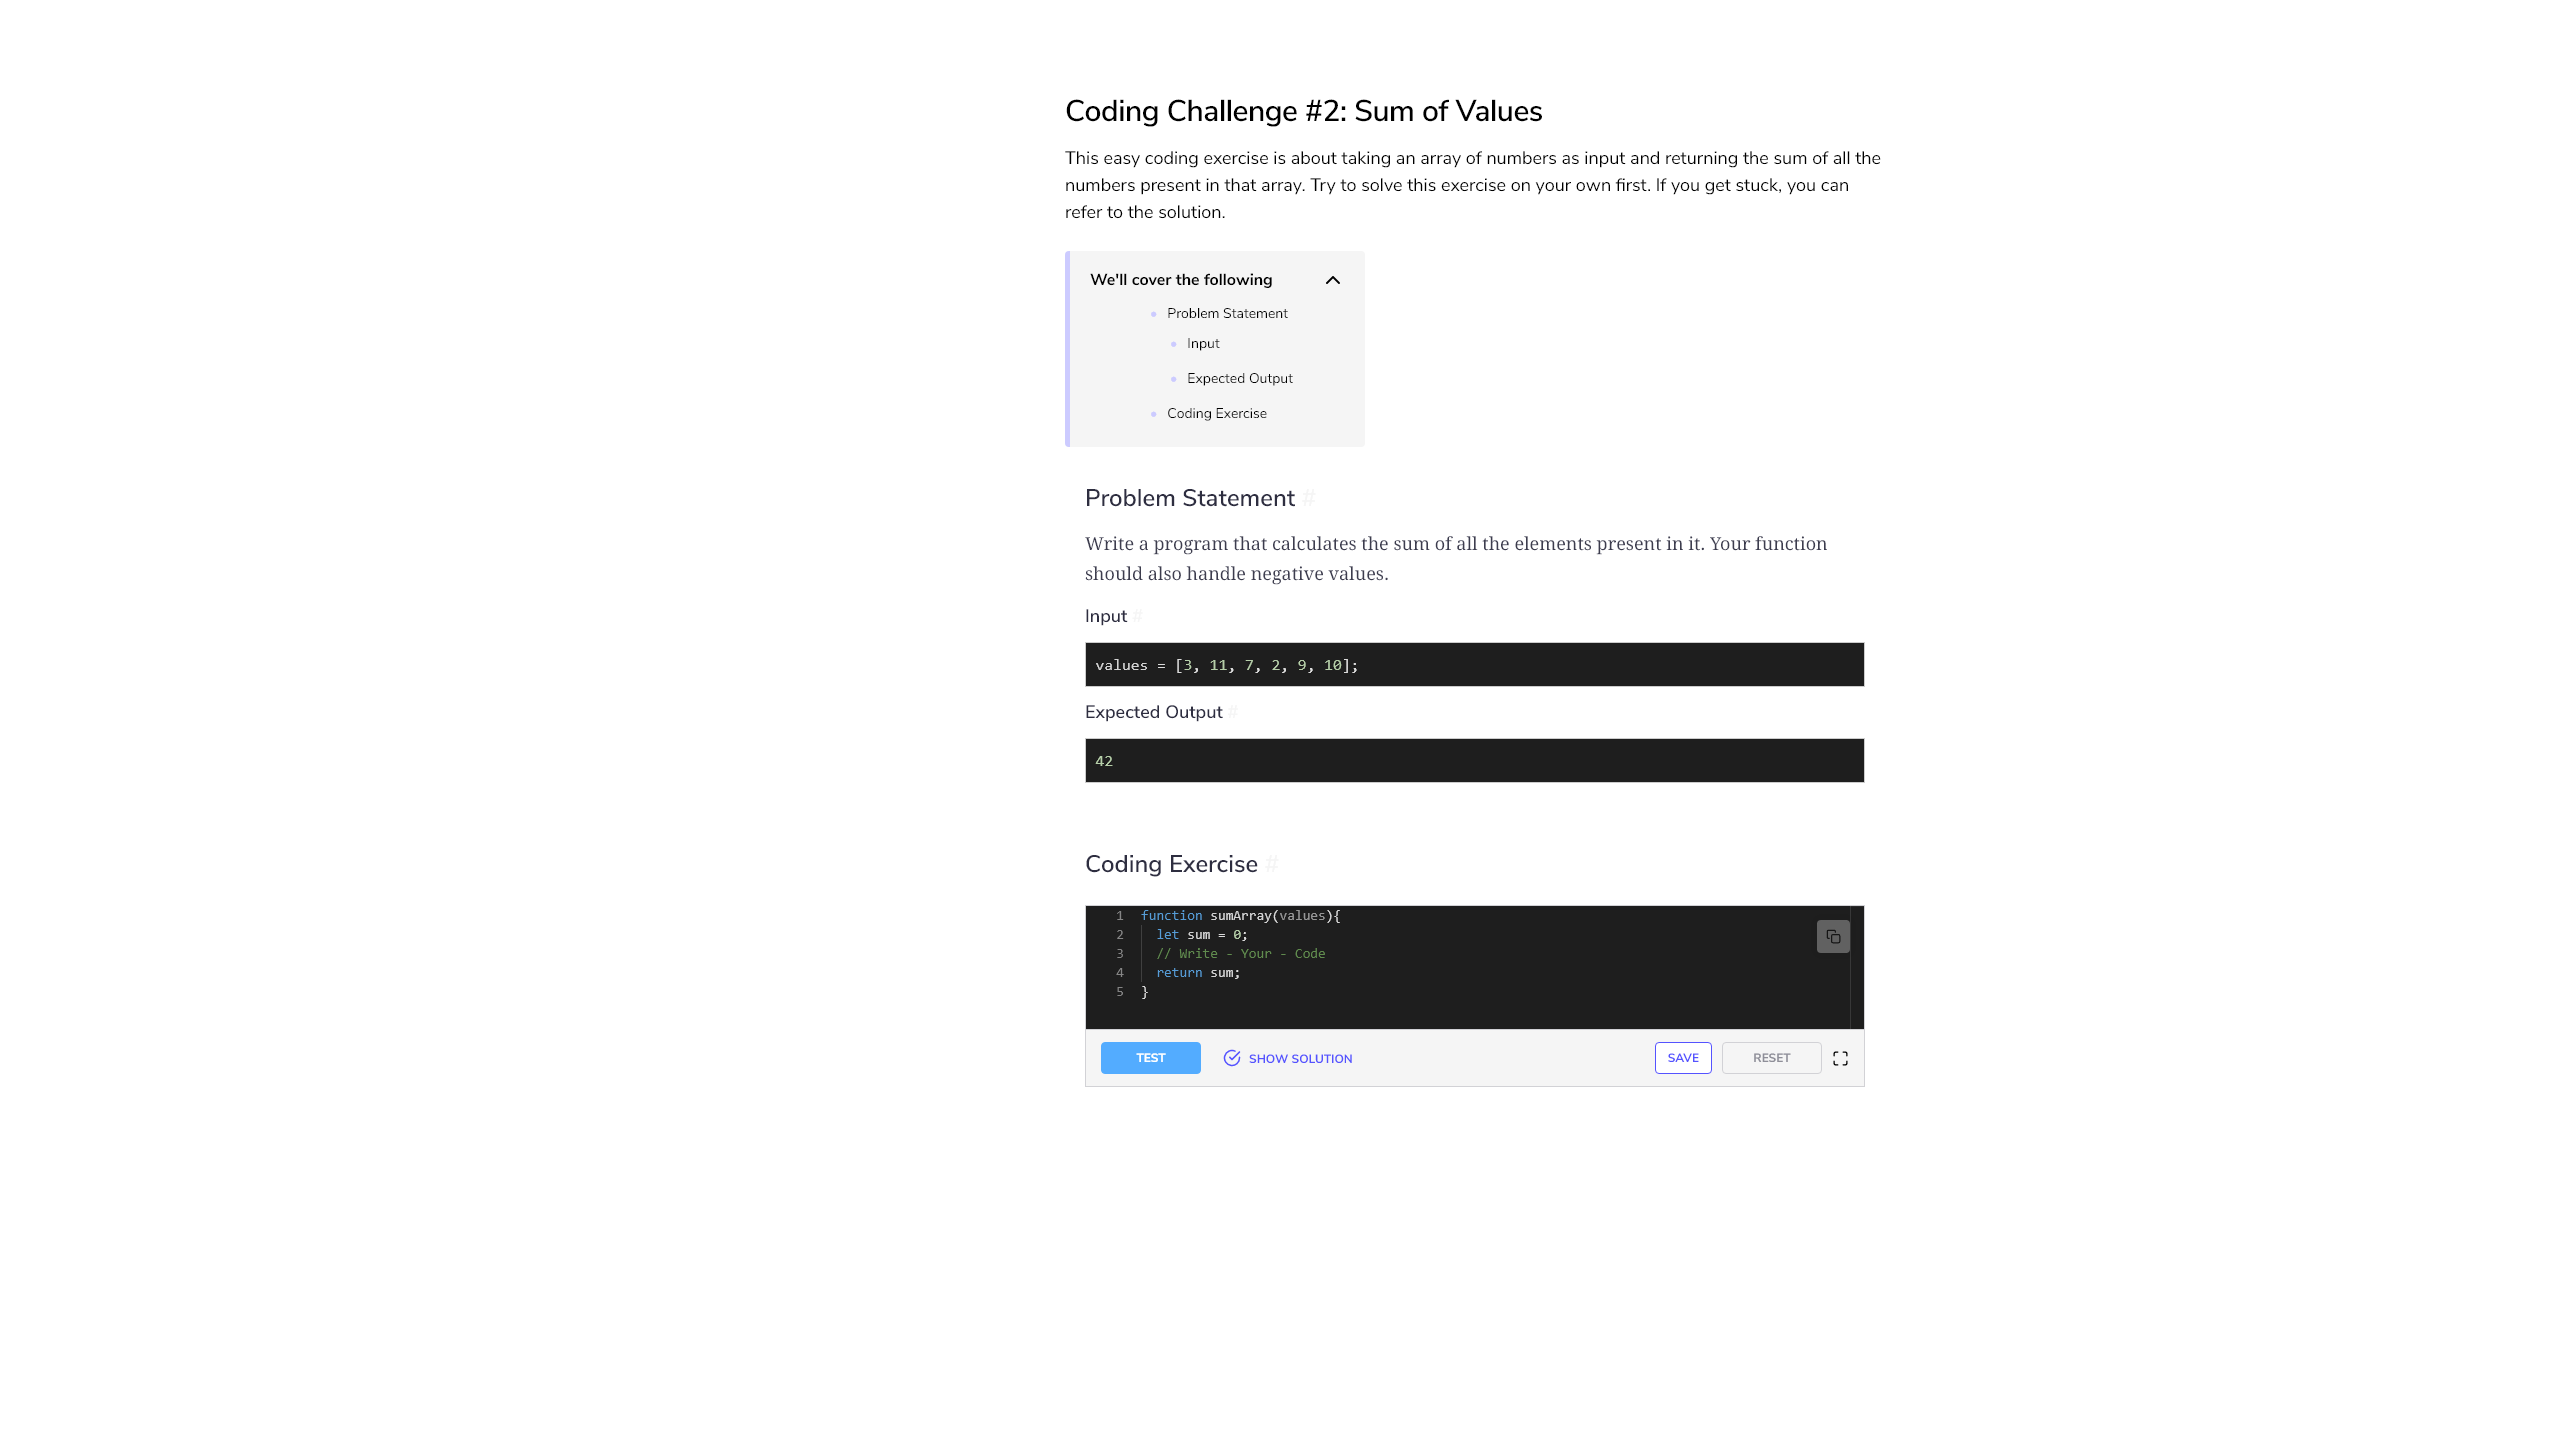 Coding Challenge #2: Sum of Values
This easy coding exercise is about taking an array of numbers as input and returning the sum of all the
numbers present in that array. Try to solve this exercise on your own first. If you get stuck, you can
refer to the solution.
We'll cover the following
Problem Statement
Input
Expected Output
Coding Exercise
Problem Statement #
Write a program that calculates the sum of all the elements present in it. Your function
should also handle negative values.
Input #
values = [3, 11, 7, 2, 9, 10];
Expected Output #
42
Coding Exercise #
1 function sumArray(values){
2   let sum = 0;
3   // Write - Your - Code
4   return sum;
5 }
TEST SHOW SOLUTION SAVE RESET